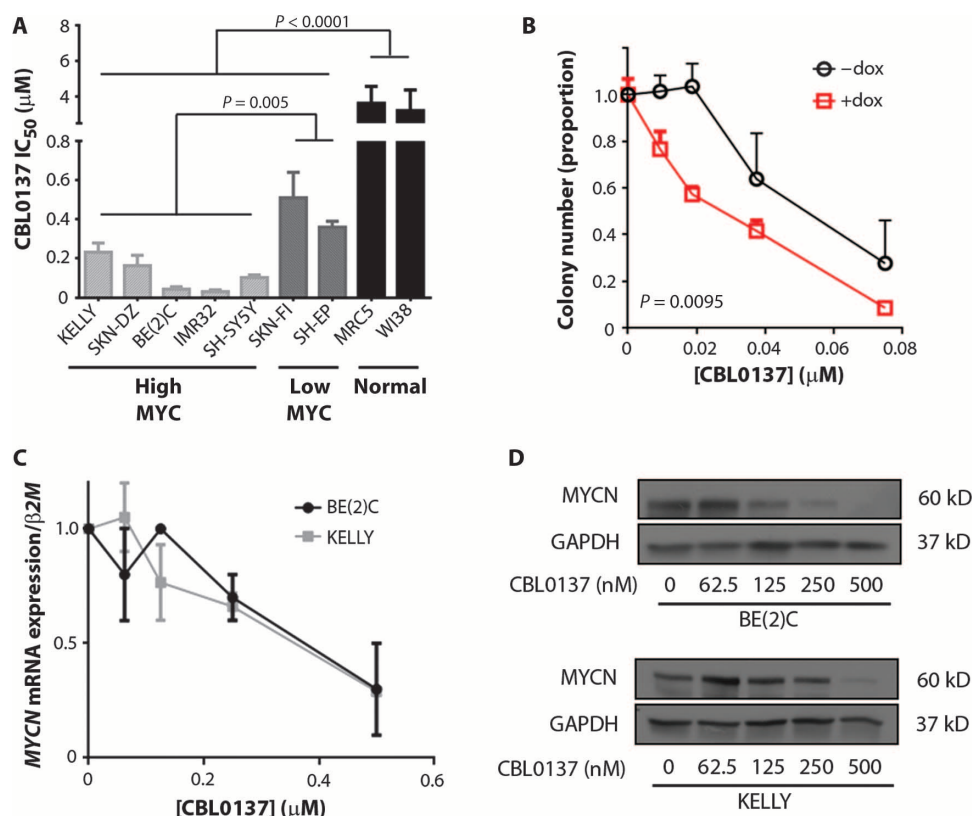 A
P < 0.0001
P = 0.005
CBL0137 IC50 (μM)
8
6
4
2
0.8
0.6
0.4
0.2
0
KELLY
SKN-DZ
BE(2)C
IMR32
SH-SY5Y
SKN-FI
SH-EP
MRC5
WI38
High
MYC
Low
MYC
Normal
B
Colony number (proportion)
1.0
0.8
0.6
0.4
0.2
0.0
–dox
+dox
P = 0.0095
0
0.02
0.04
0.06
0.08
[CBL0137] (μM)
C
MYCN mRNA expression/β2M
1.0
0.5
0
BE(2)C
KELLY
0
0.2
0.4
0.6
[CBL0137] (μM)
D
MYCN
60 kD
GAPDH
37 kD
CBL0137 (nM) 0 62.5 125 250 500
BE(2)C
MYCN
60 kD
GAPDH
37 kD
CBL0137 (nM) 0 62.5 125 250 500
KELLY